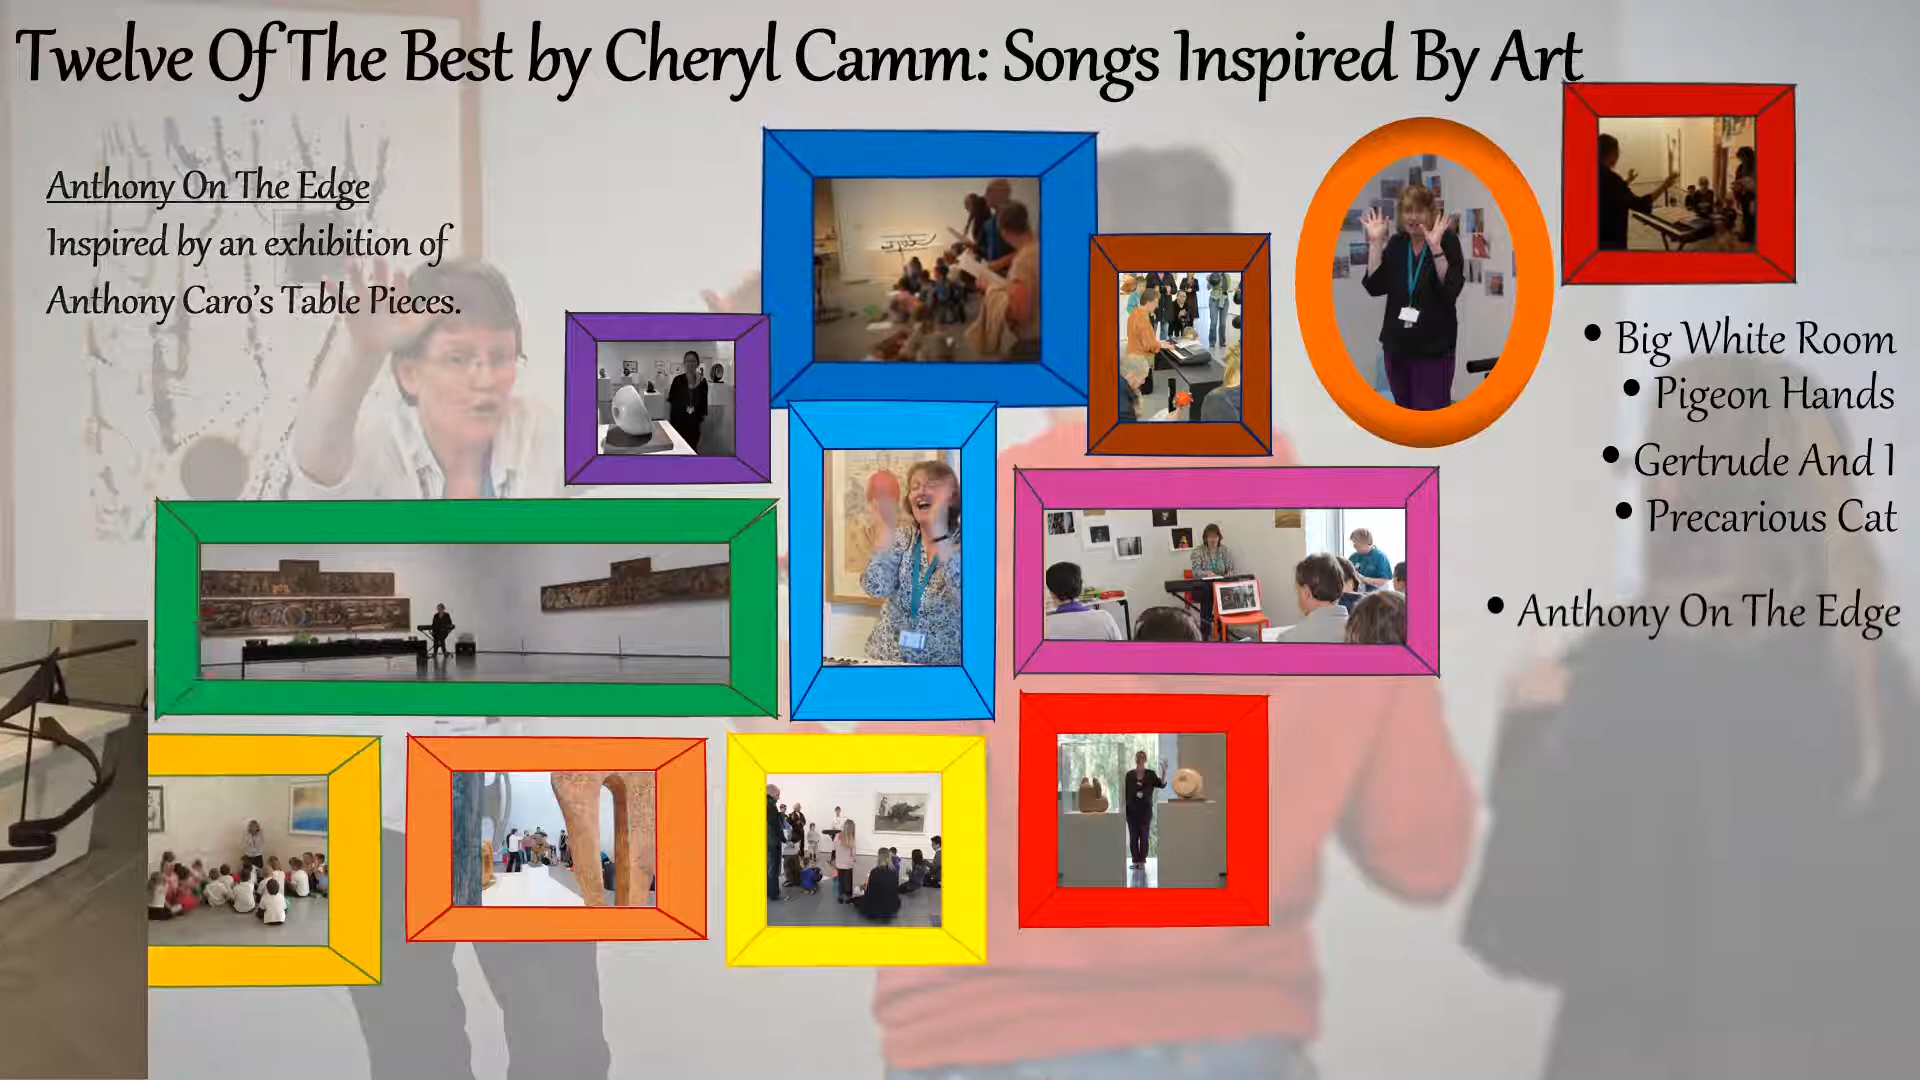 Twelve Of The Best by Cheryl Camm: Songs Inspired By Art
Anthony On The Edge
Inspired by an exhibition of
Anthony Caro's Table Pieces.
• Big White Room
• Pigeon Hands
• Gertrude And I
• Precarious Cat
• Anthony On The Edge